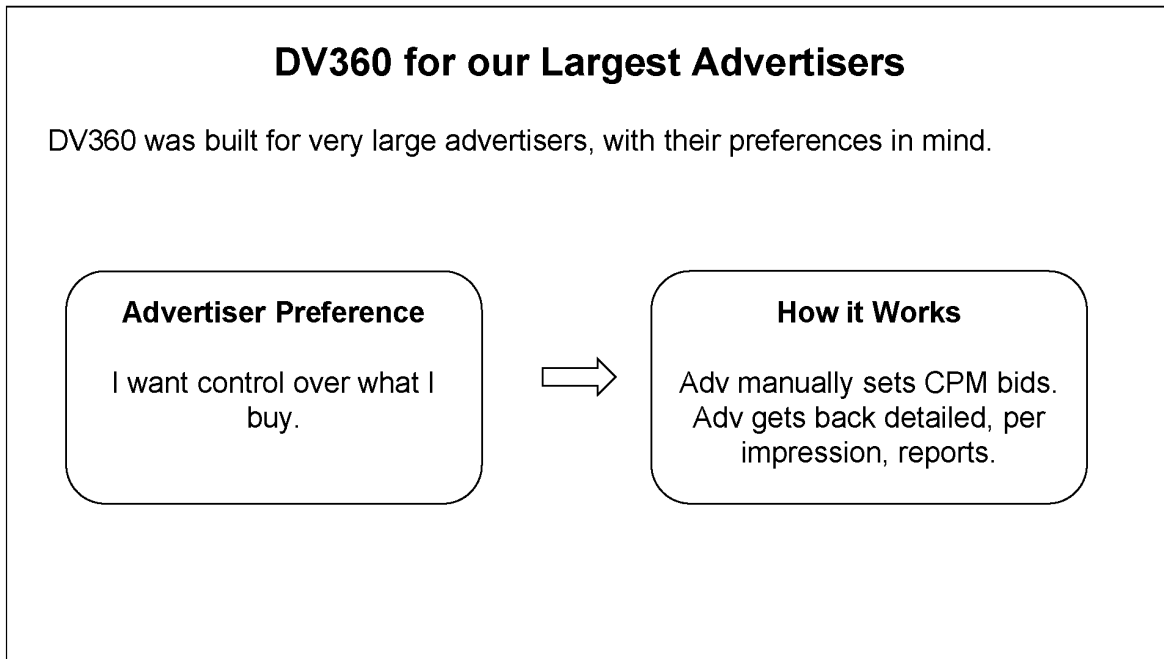 DV360 for our Largest Advertisers
DV360 was built for very large advertisers, with their preferences in mind.
Advertiser Preference
I want control over what I
buy.
How it Works
Adv manually sets CPM bids.
Adv gets back detailed, per
impression, reports.